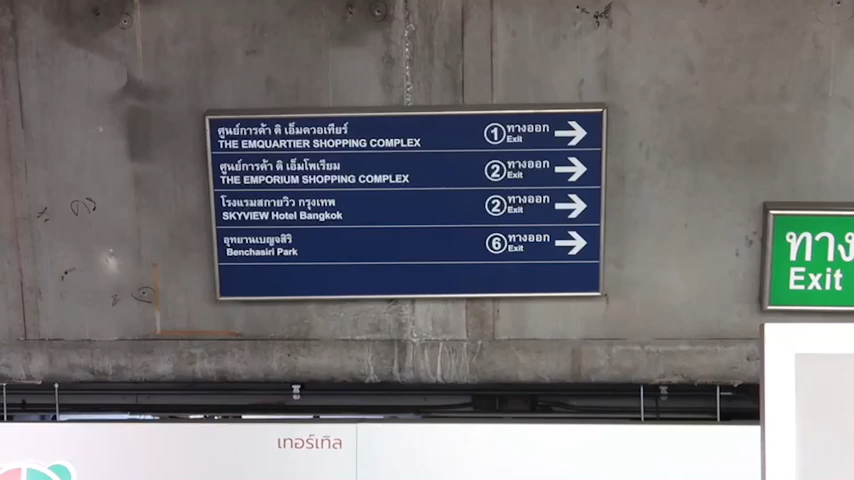 ศูนย์การค้า ดิ เอ็มควอเทียร์
THE EMQUARTIER SHOPPING COMPLEX
1 ทางออก
Exit
ศูนย์การค้า ดิ เอ็มโพเรียม
THE EMPORIUM SHOPPING COMPLEX
2 ทางออก
Exit
โรงแรมสกายวิว กรุงเทพ
SKYVIEW Hotel Bangkok
2 ทางออก
Exit
อุทยานเบญจสิริ
Benchasiri Park
6 ทางออก
Exit
ทาง
Exit
เทอร์เทิล